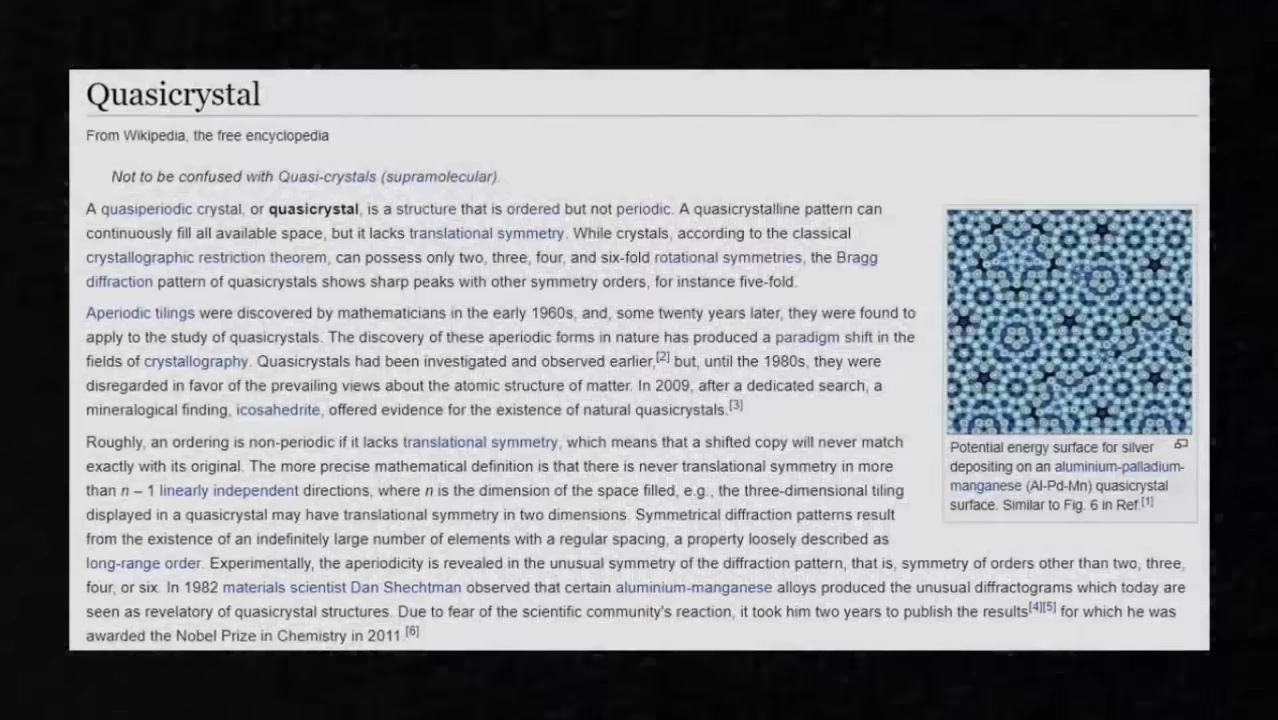 Quasicrystal
From Wikipedia, the free encyclopedia
Not to be confused with Quasi-crystals (supramolecular).
A quasiperiodic crystal, or quasicrystal, is a structure that is ordered but not periodic. A quasicrystalline pattern can
continuously fill all available space, but it lacks translational symmetry. While crystals, according to the classical
crystallographic restriction theorem, can possess only two, three, four, and six-fold rotational symmetries, the Bragg
diffraction pattern of quasicrystals shows sharp peaks with other symmetry orders, for instance five-fold.
Aperiodic tilings were discovered by mathematicians in the early 1960s, and, some twenty years later, they were found to
apply to the study of quasicrystals. The discovery of these aperiodic forms in nature has produced a paradigm shift in the
fields of crystallography. Quasicrystals had been investigated and observed earlier,[2] but, until the 1980s, they were
disregarded in favor of the prevailing views about the atomic structure of matter. In 2009, after a dedicated search, a
mineralogical finding, icosahedrite, offered evidence for the existence of natural quasicrystals.[3]
Roughly, an ordering is non-periodic if it lacks translational symmetry, which means that a shifted copy will never match
exactly with its original. The more precise mathematical definition is that there is never translational symmetry in more
than n – 1 linearly independent directions, where n is the dimension of the space filled, e.g., the three-dimensional tiling
displayed in a quasicrystal may have translational symmetry in two dimensions. Symmetrical diffraction patterns result
from the existence of an indefinitely large number of elements with a regular spacing, a property loosely described as
long-range order. Experimentally, the aperiodicity is revealed in the unusual symmetry of the diffraction pattern, that is, symmetry of orders other than two, three,
four, or six. In 1982 materials scientist Dan Shechtman observed that certain aluminium-manganese alloys produced the unusual diffractograms which today are
seen as revelatory of quasicrystal structures. Due to fear of the scientific community's reaction, it took him two years to publish the results[4][5] for which he was
awarded the Nobel Prize in Chemistry in 2011.[6]
Potential energy surface for silver
depositing on an aluminium-palladium-
manganese (Al-Pd-Mn) quasicrystal
surface. Similar to Fig. 6 in Ref.[1]